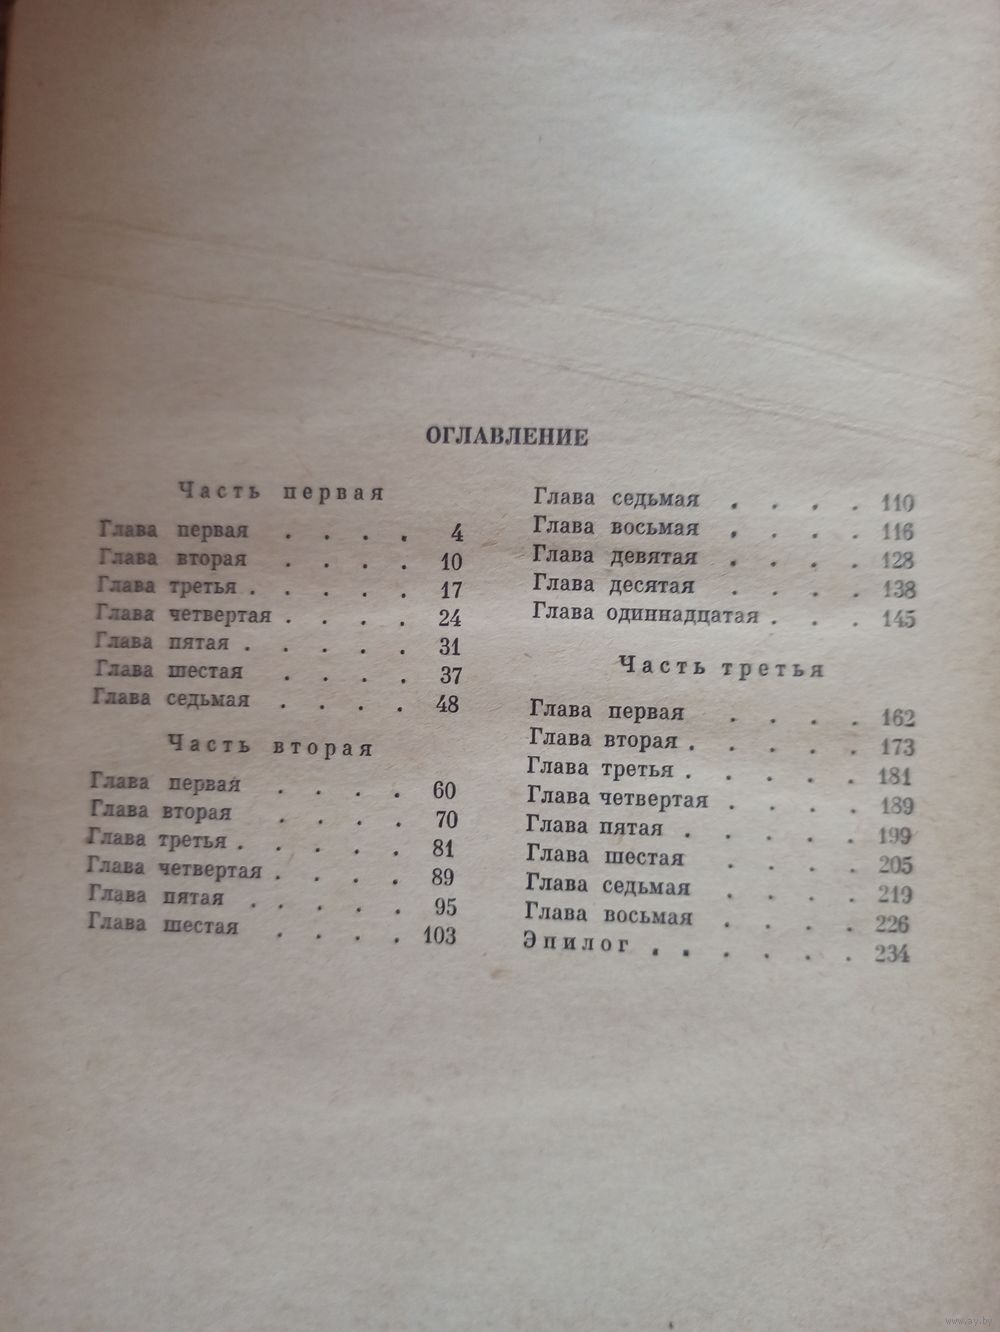 ОГЛАВЛЕНИЕ
Часть первая
Глава первая . . . . 4
Глава вторая . . . . 10
Глава третья . . . . . 17
Глава четвертая . . . . 24
Глава пятая . . . . . 31
Глава шестая . . . . 37
Глава седьмая . . . . 48
Часть вторая
Глава первая . . . . 60
Глава вторая . . . . 70
Глава третья . . . . . 81
Глава четвертая . . . . 89
Глава пятая . . . . . 95
Глава шестая . . . . 103
Глава седьмая . . . . 110
Глава восьмая . . . . 116
Глава девятая . . . . 128
Глава десятая . . . . 138
Глава одиннадцатая . . . 145
Часть третья
Глава первая . . . . 162
Глава вторая . . . . . 173
Глава третья . . . . . 181
Глава четвертая . . . . 189
Глава пятая . . . . . 199
Глава шестая . . . . 205
Глава седьмая . . . . 219
Глава восьмая . . . . 226
Эпилог . . . . . . 234
www.ay.by